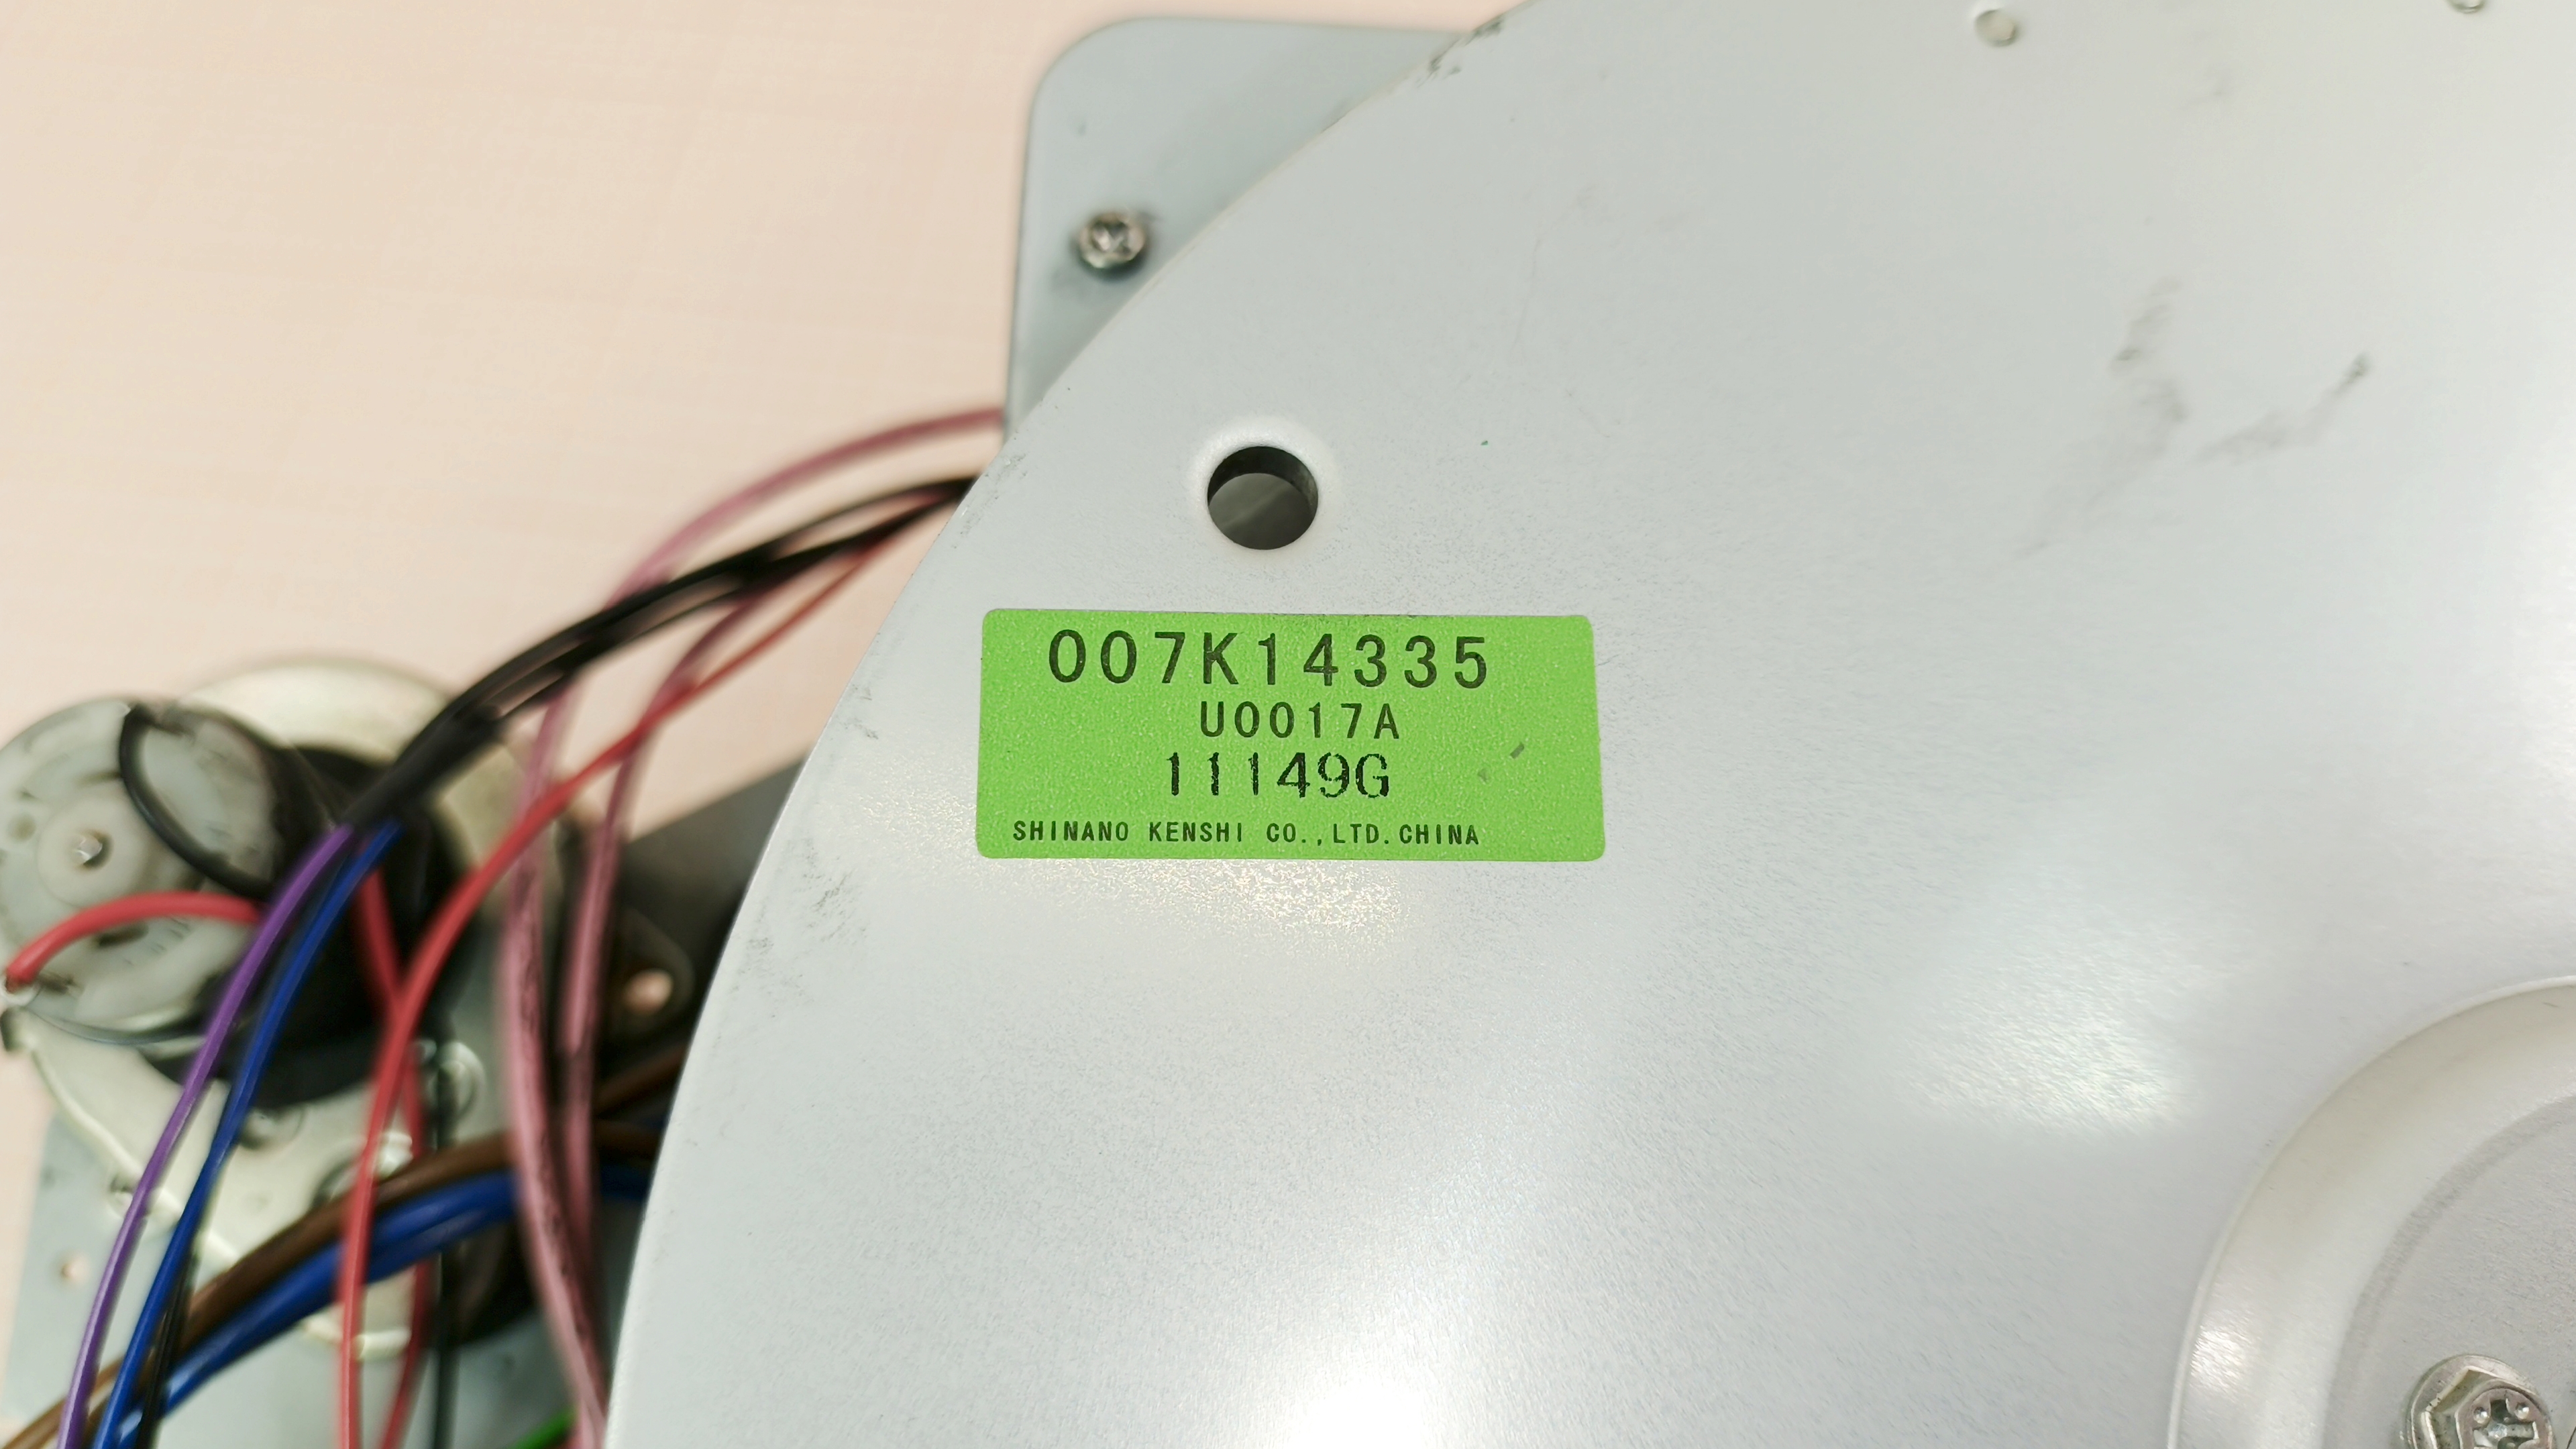 007K14335
U0017A
11149G
SHINANO KENSHI CO.,LTD.CHINA